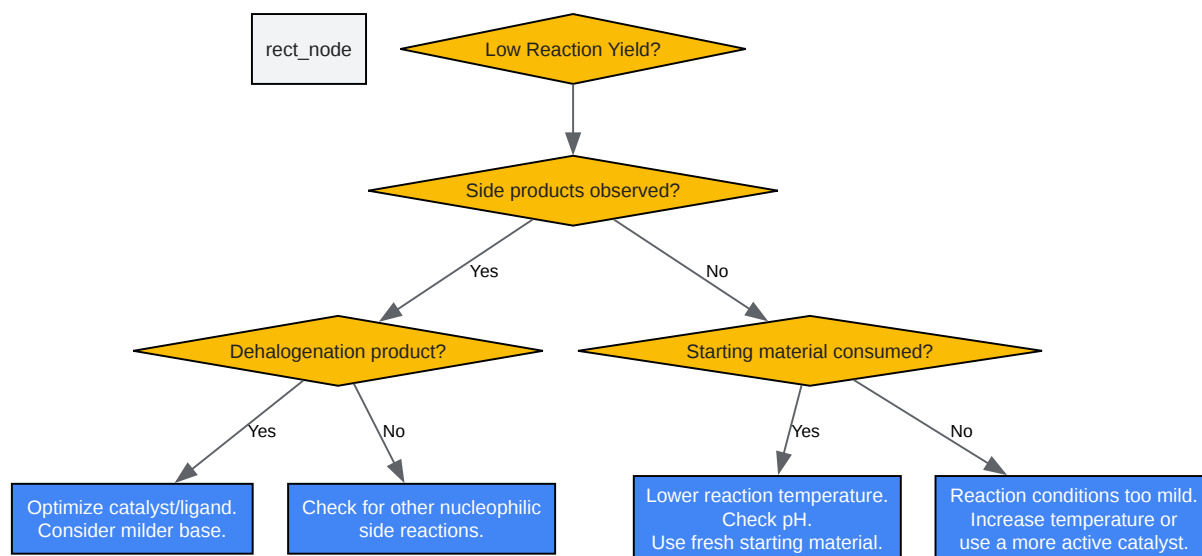 rect_node
Low Reaction Yield?
Side products observed?
Yes
No
Dehalogenation product?
Starting material consumed?
Yes
No
Yes
No
Optimize catalyst/ligand.
Consider milder base.
Check for other nucleophilic
side reactions.
Lower reaction temperature.
Check pH.
Use fresh starting material.
Reaction conditions too mild.
Increase temperature or
use a more active catalyst.